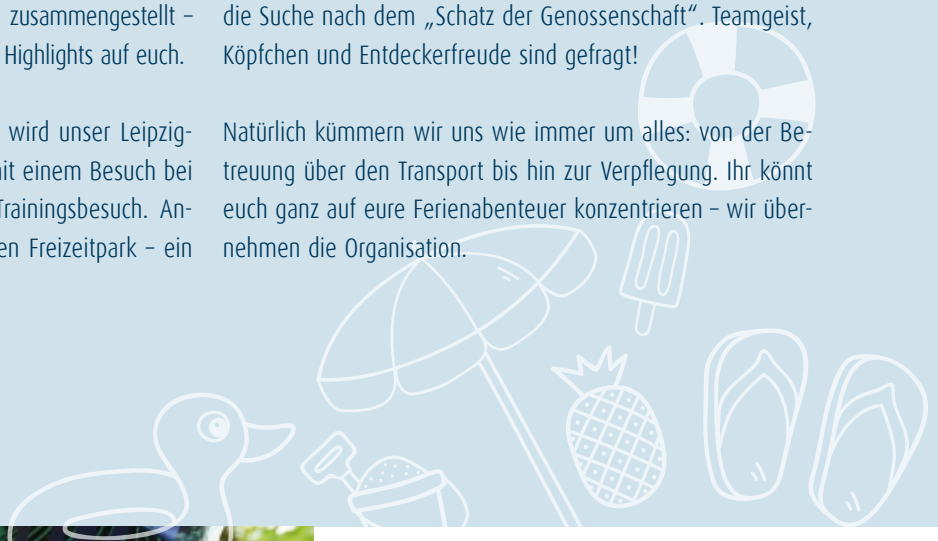 zusammengestellt –
Highlights auf euch.
wird unser Leipzig-
mit einem Besuch bei
Trainingsbesuch. An-
en Freizeitpark – ein
die Suche nach dem „Schatz der Genossenschaft“. Teamgeist,
Köpfchen und Entdeckerfreude sind gefragt!
Natürlich kümmern wir uns wie immer um alles: von der Be-
treuung über den Transport bis hin zur Verpflegung. Ihr könnt
euch ganz auf eure Ferienabenteuer konzentrieren – wir über-
nehmen die Organisation.